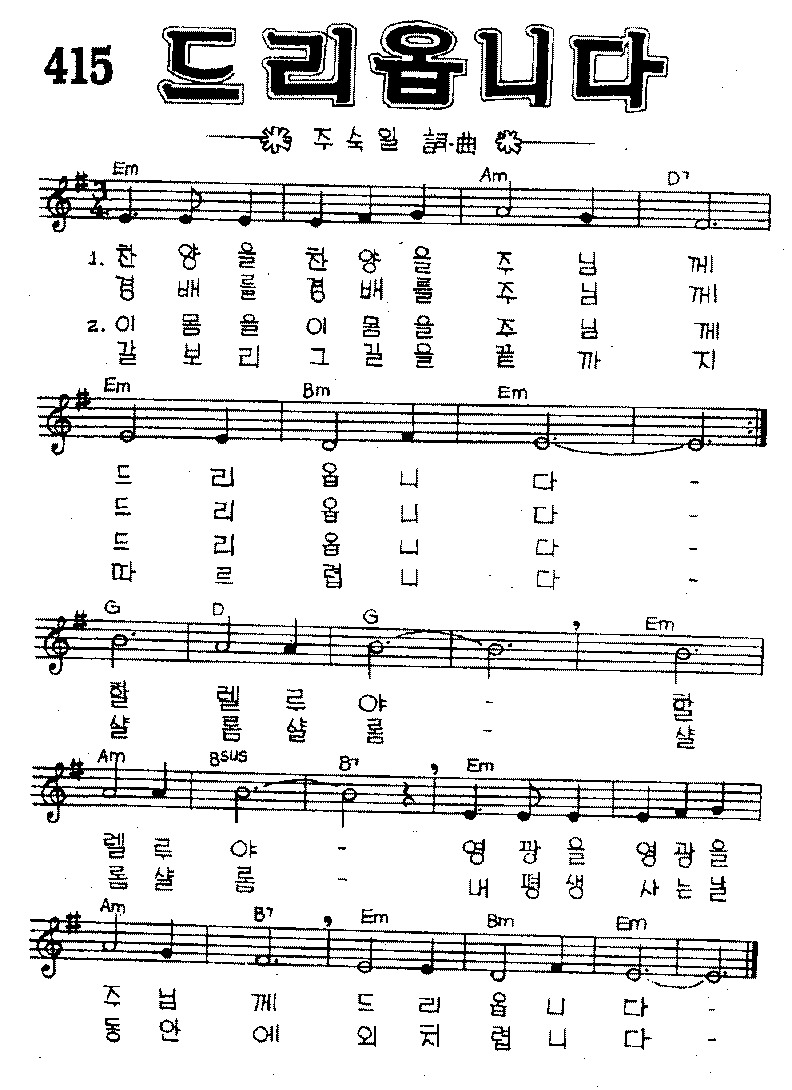 415 드리옵니다
주숙일 詞·曲
Em Am D7
3/4
1. 찬 양 을 찬 양 을 주 님 께
경 배 를 경 배 를 주 님 께
2. 이 몸 을 이 몸 을 주 님 께
갈 보 리 그 길 을 끝 까 지
Em Bm Em
드 리 옵 니 다 -
드 리 옵 니 다 -
드 리 옵 니 다 -
따 르 렵 니 다 -
G D G Em
할 렐 루 야 - 할
샬 롬 샬 롬 - 샬
Am Bsus B7 Em
렐 루 야 - 영 광 을 영 광 을
롬 샬 롬 - 내 평 생 사 는 날
Am B7 Em Bm Em
주 님 께 드 리 옵 니 다 -
동 안 에 외 치 렵 니 다 -